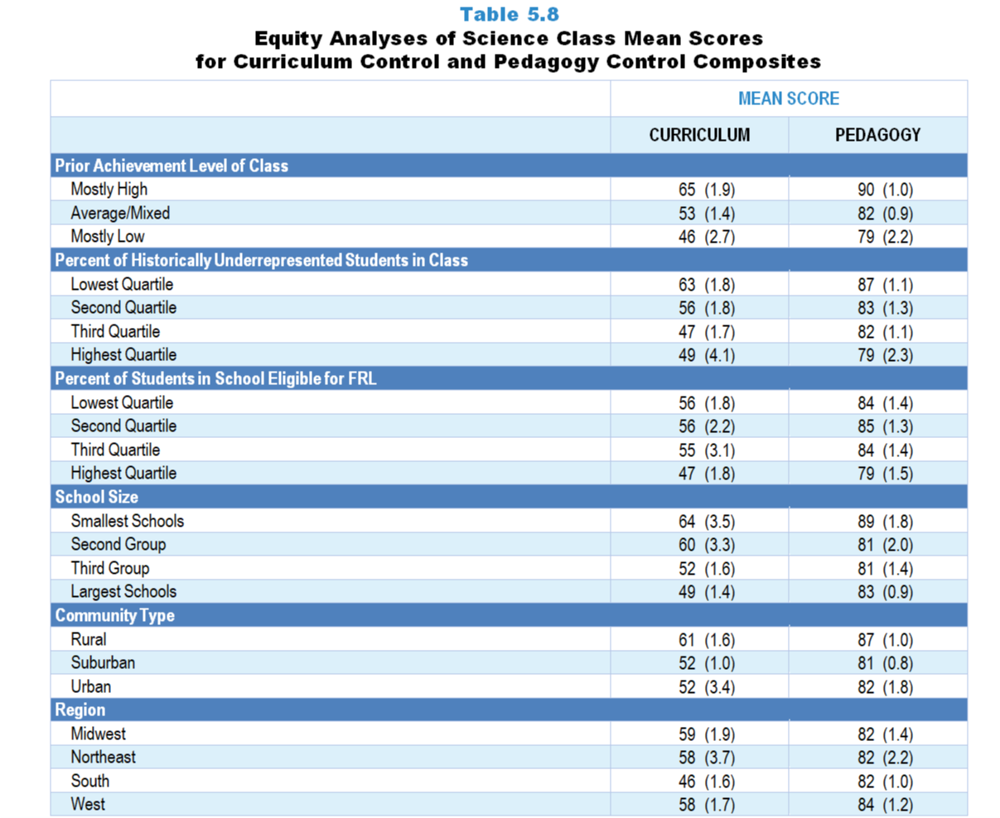 Table 5.8
Equity Analyses of Science Class Mean Scores
for Curriculum Control and Pedagogy Control Composites
MEAN SCORE
CURRICULUM PEDAGOGY
Prior Achievement Level of Class
Mostly High 65 (1.9) 90 (1.0)
Average/Mixed 53 (1.4) 82 (0.9)
Mostly Low 46 (2.7) 79 (2.2)
Percent of Historically Underrepresented Students in Class
Lowest Quartile 63 (1.8) 87 (1.1)
Second Quartile 56 (1.8) 83 (1.3)
Third Quartile 47 (1.7) 82 (1.1)
Highest Quartile 49 (4.1) 79 (2.3)
Percent of Students in School Eligible for FRL
Lowest Quartile 56 (1.8) 84 (1.4)
Second Quartile 56 (2.2) 85 (1.3)
Third Quartile 55 (3.1) 84 (1.4)
Highest Quartile 47 (1.8) 79 (1.5)
School Size
Smallest Schools 64 (3.5) 89 (1.8)
Second Group 60 (3.3) 81 (2.0)
Third Group 52 (1.6) 81 (1.4)
Largest Schools 49 (1.4) 83 (0.9)
Community Type
Rural 61 (1.6) 87 (1.0)
Suburban 52 (1.0) 81 (0.8)
Urban 52 (3.4) 82 (1.8)
Region
Midwest 59 (1.9) 82 (1.4)
Northeast 58 (3.7) 82 (2.2)
South 46 (1.6) 82 (1.0)
West 58 (1.7) 84 (1.2)